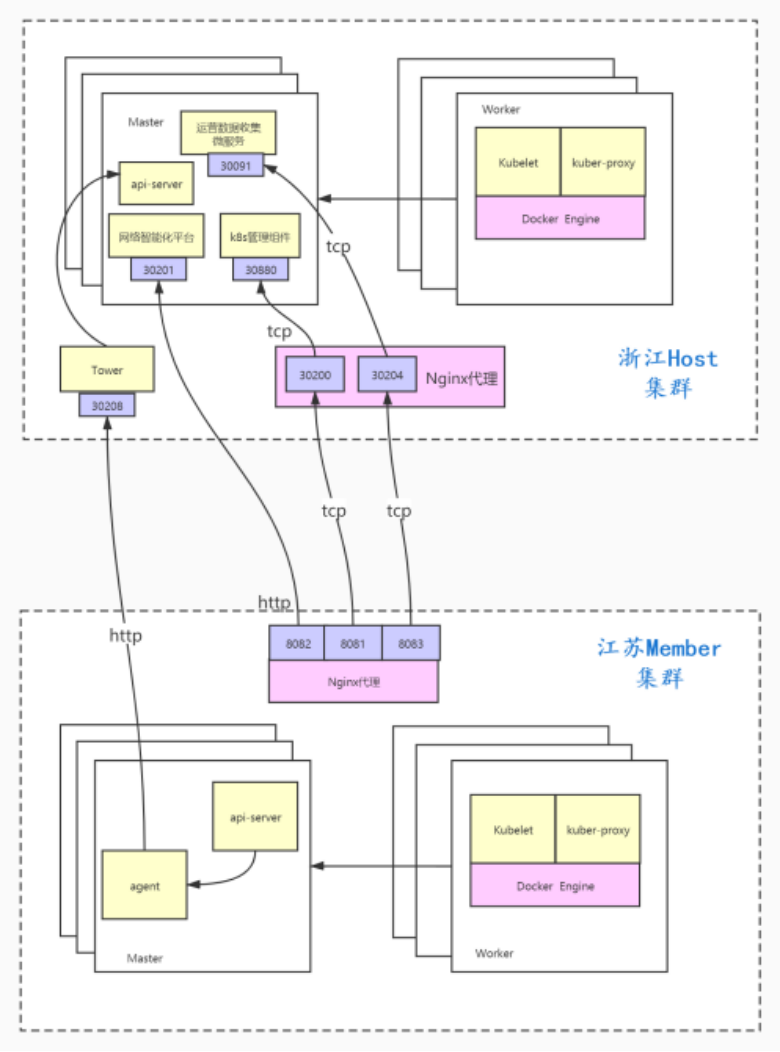 Master
运营数据收集
微服务
30091
api-server
网络智能化平台
30201
k8s管理组件
30880
Worker
Kubelet
kuber-proxy
Docker Engine
tcp
tcp
Tower
30208
30200
30204
Nginx代理
浙江Host
集群
tcp
tcp
http
http
8082
8081
8083
Nginx代理
江苏Member
集群
api-server
agent
Master
Kubelet
kuber-proxy
Docker Engine
Worker